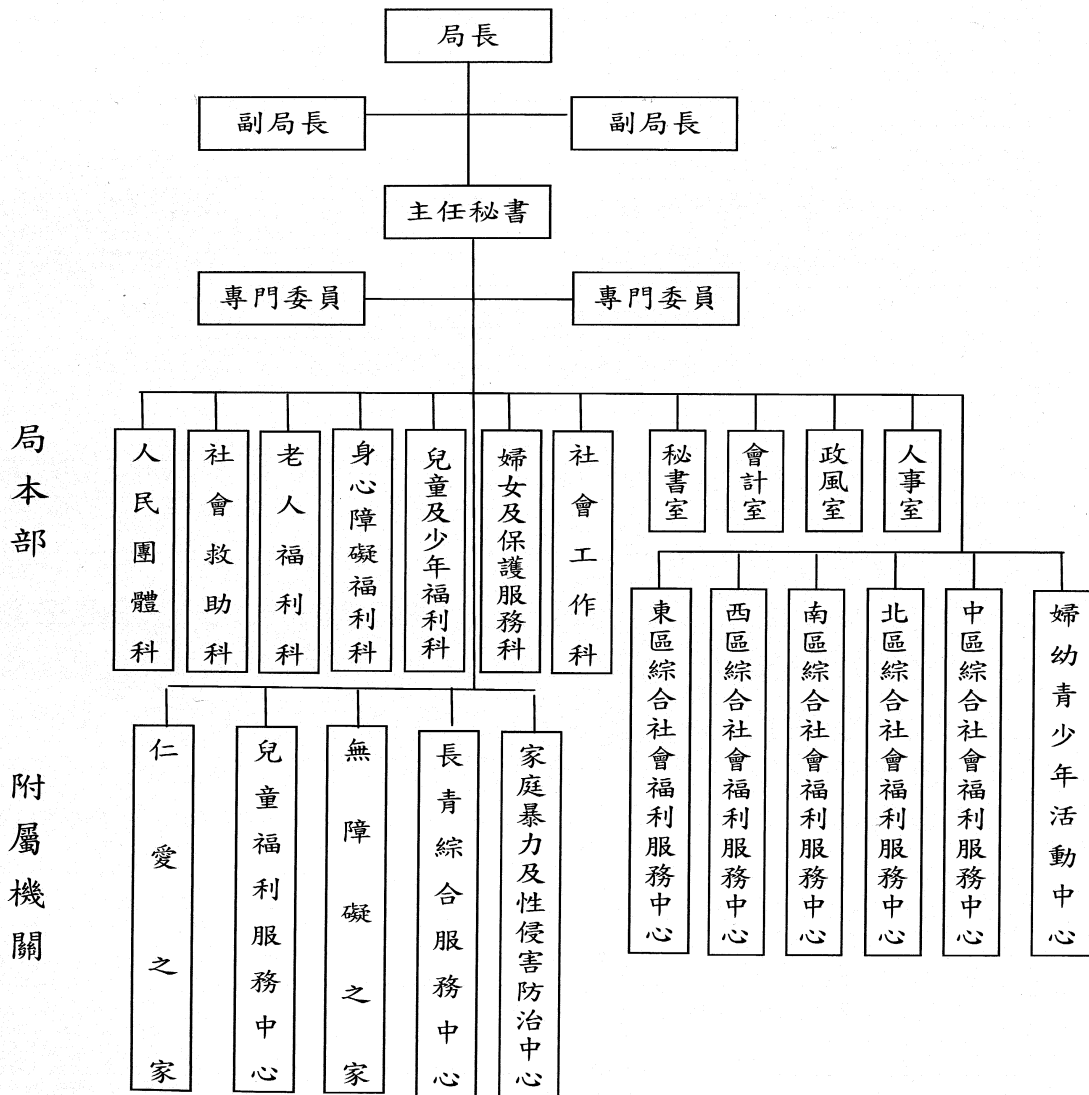 局長
副局長
副局長
主任秘書
專門委員
專門委員
局本部
人民團體科
社會救助科
老人福利科
身心障礙福利科
兒童及少年福利科
婦女及保護服務科
社會工作科
秘書室
會計室
政風室
人事室
東區綜合社會福利服務中心
西區綜合社會福利服務中心
南區綜合社會福利服務中心
北區綜合社會福利服務中心
中區綜合社會福利服務中心
婦幼青少年活動中心
附屬機關
仁愛之家
兒童福利服務中心
無障礙之家
長青綜合服務中心
家庭暴力及性侵害防治中心